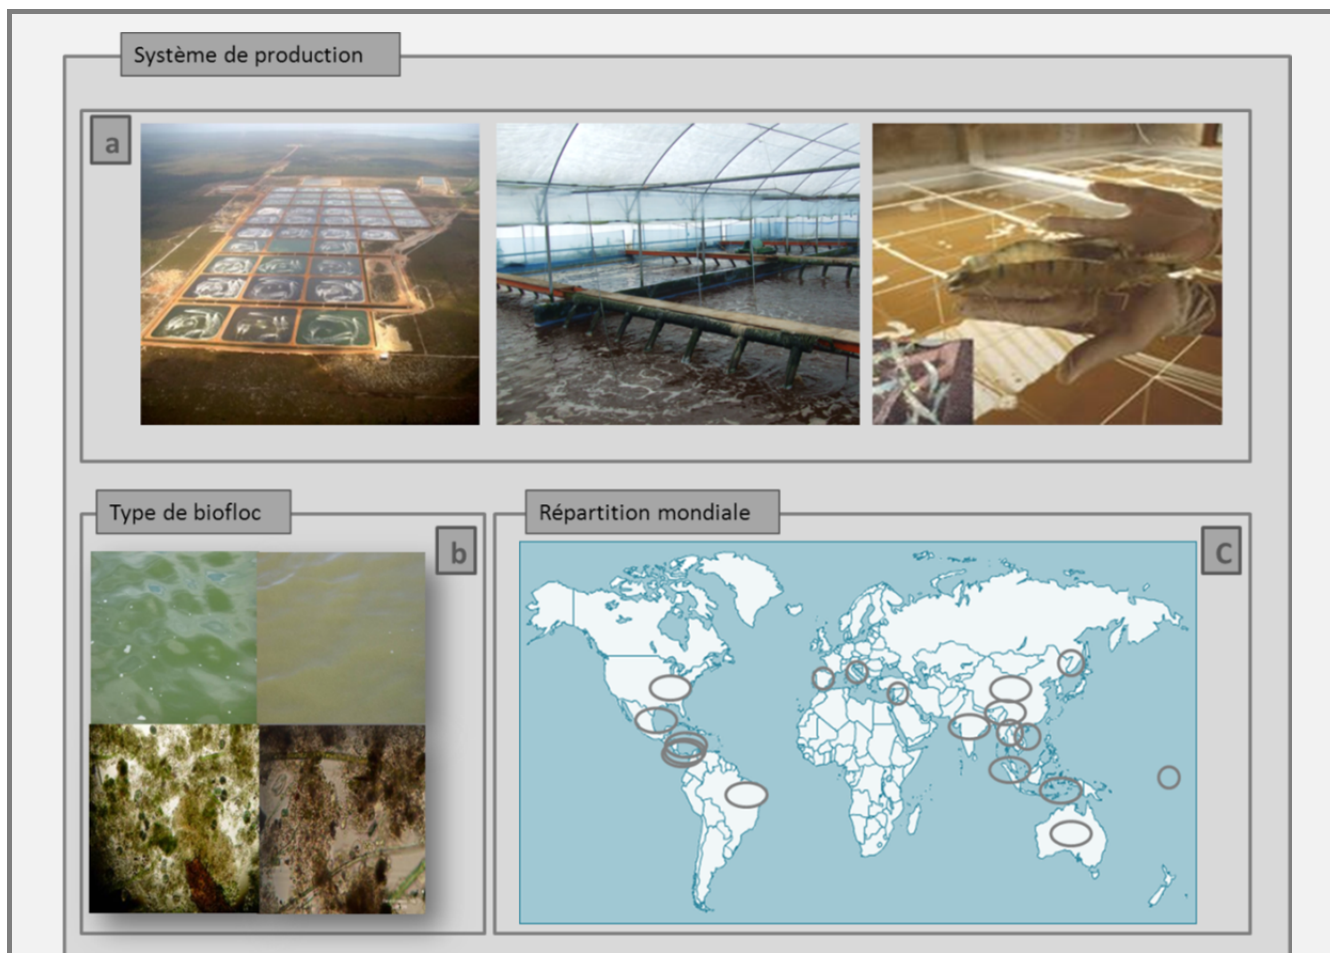 Système de production
a
Type de biofloc
b
Répartition mondiale
C